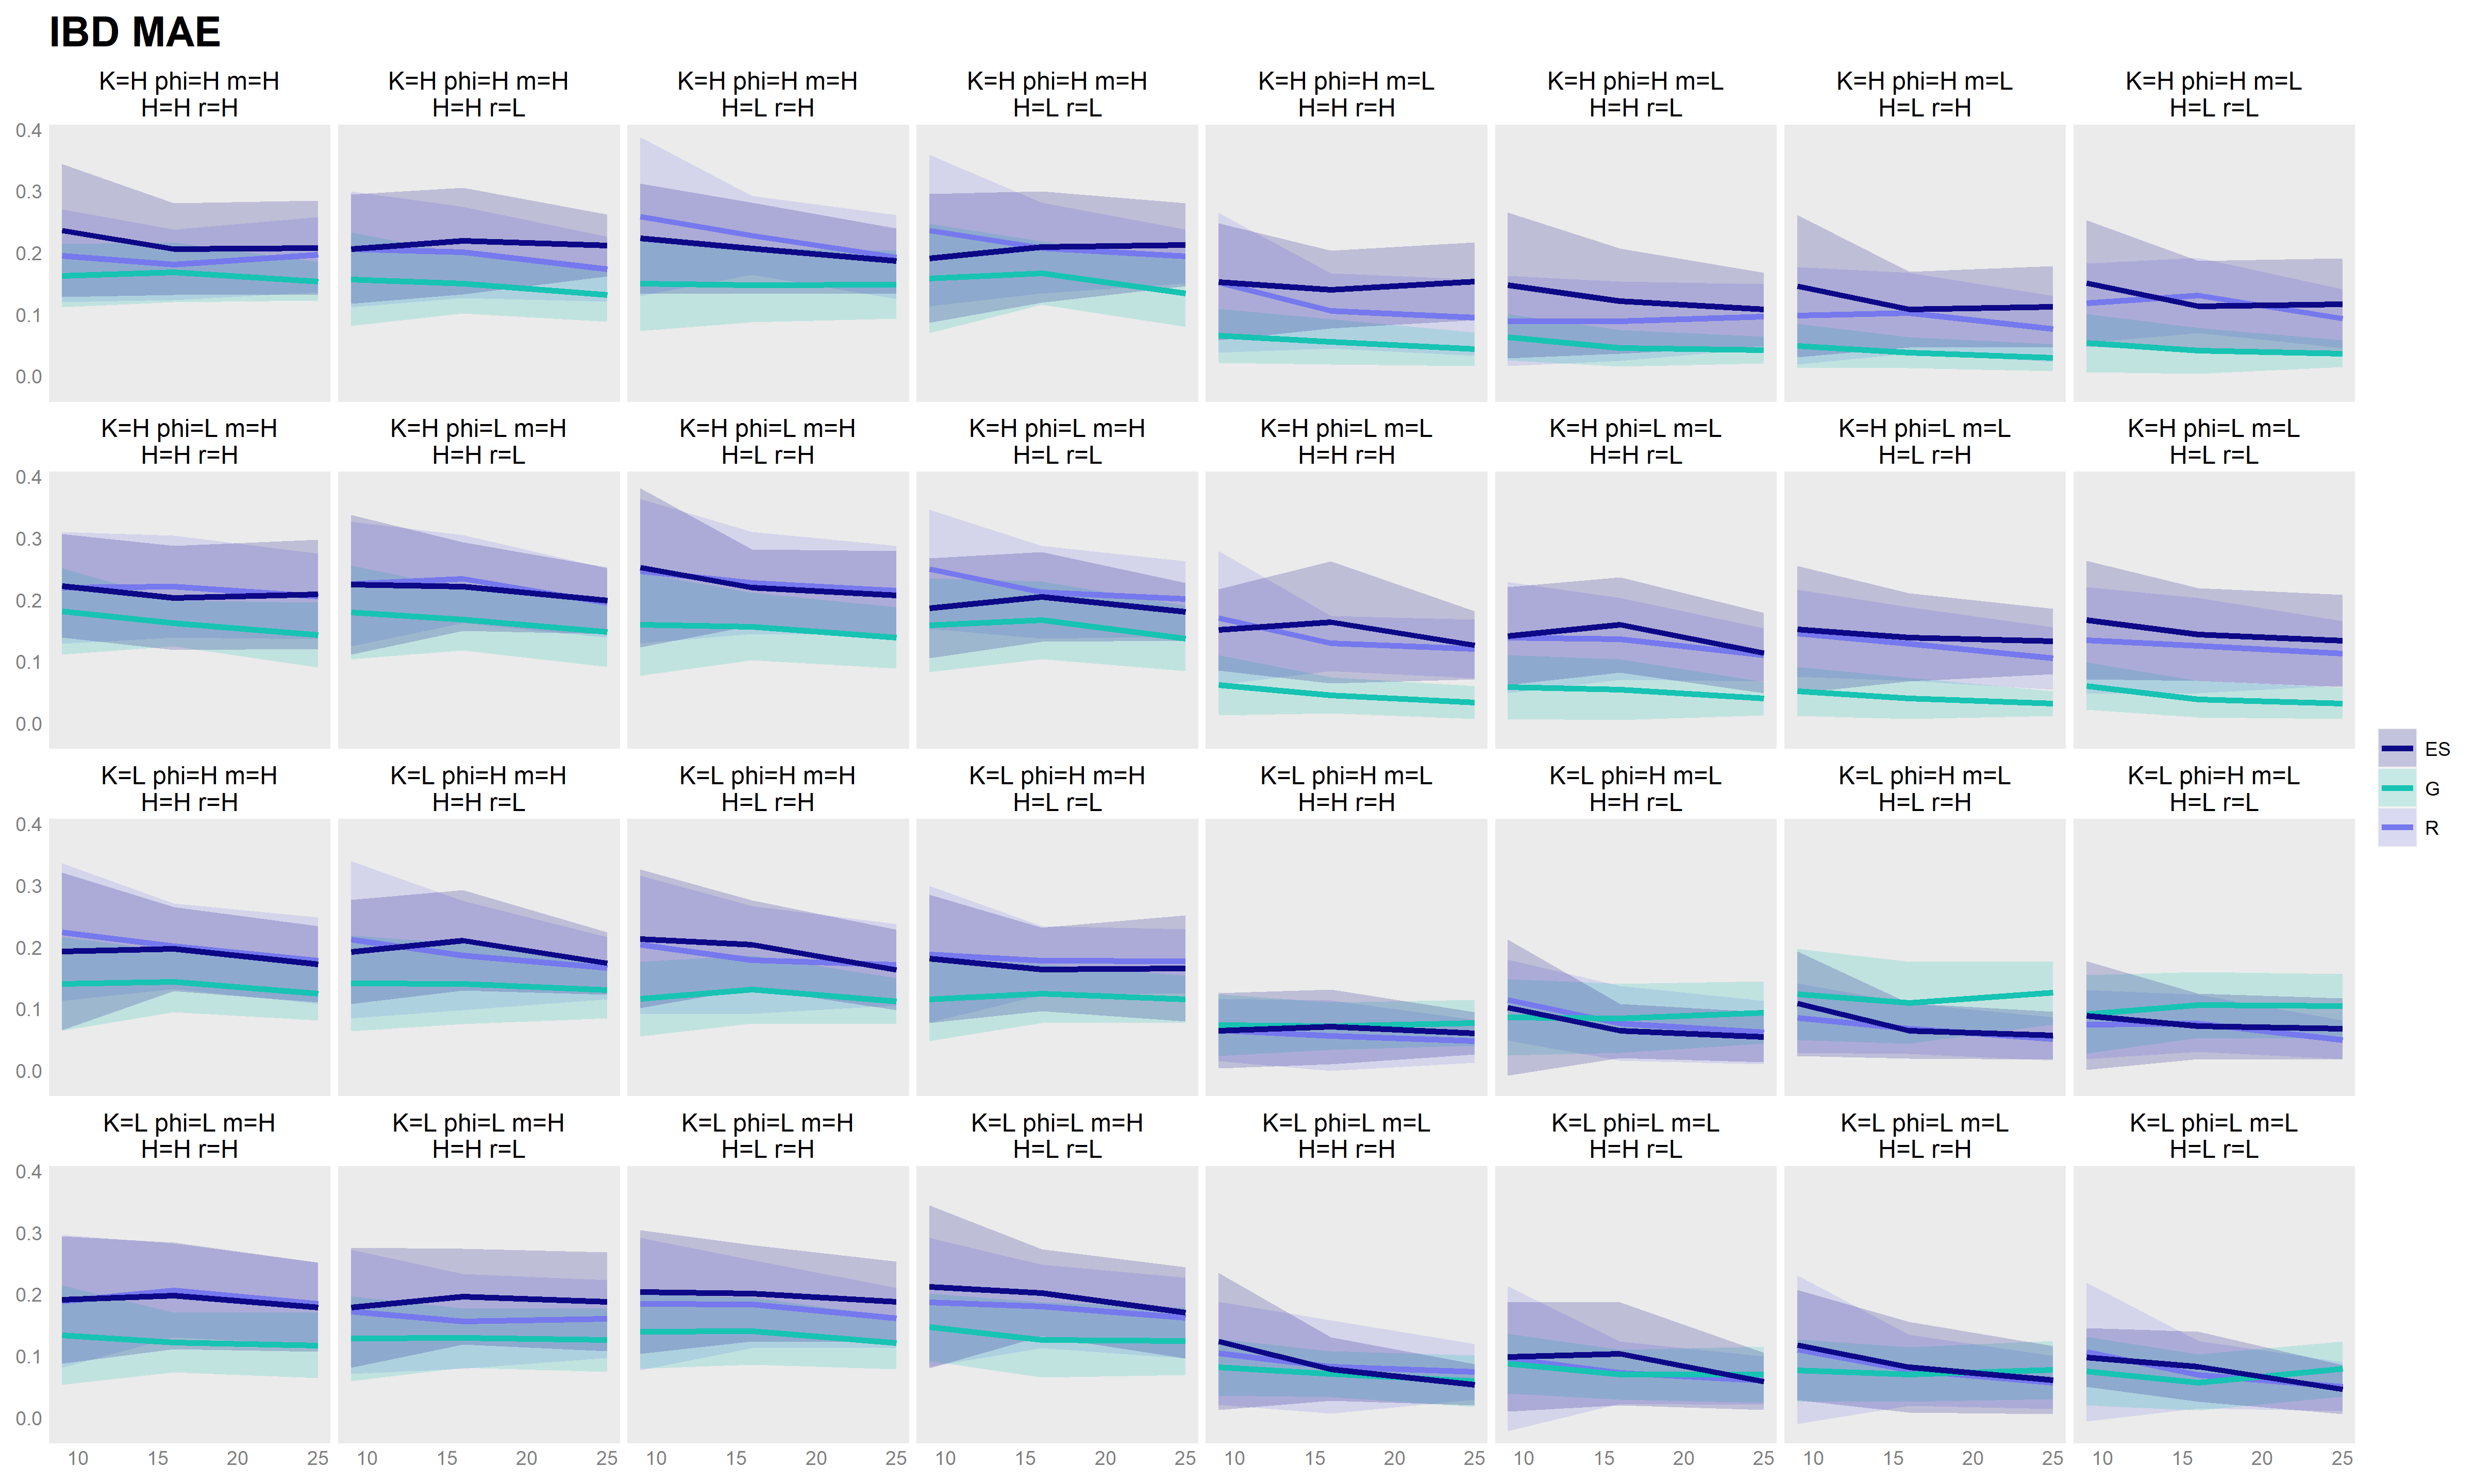 IBD MAE
K=H phi=H m=H K=H phi=H m=H K=H phi=H m=H K=H phi=H m=H K=H phi=H m=L K=H phi=H m=L K=H phi=H m=L K=H phi=H m=L
H=H r=H H=H r=L H=L r=H H=L r=L H=H r=H H=H r=L H=L r=H H=L r=L
0.4
0.3
0.2
0.1
0.0
K=H phi=L m=H K=H phi=L m=H K=H phi=L m=H K=H phi=L m=H K=H phi=L m=L K=H phi=L m=L K=H phi=L m=L K=H phi=L m=L
H=H r=H H=H r=L H=L r=H H=L r=L H=H r=H H=H r=L H=L r=H H=L r=L
0.4
0.3
0.2
0.1
0.0
K=L phi=H m=H K=L phi=H m=H K=L phi=H m=H K=L phi=H m=H K=L phi=H m=L K=L phi=H m=L K=L phi=H m=L K=L phi=H m=L
H=H r=H H=H r=L H=L r=H H=L r=L H=H r=H H=H r=L H=L r=H H=L r=L
0.4
0.3
0.2
0.1
0.0
K=L phi=L m=H K=L phi=L m=H K=L phi=L m=H K=L phi=L m=H K=L phi=L m=L K=L phi=L m=L K=L phi=L m=L K=L phi=L m=L
H=H r=H H=H r=L H=L r=H H=L r=L H=H r=H H=H r=L H=L r=H H=L r=L
0.4
0.3
0.2
0.1
0.0
10 15 20 25 10 15 20 25 10 15 20 25 10 15 20 25 10 15 20 25 10 15 20 25 10 15 20 25 10 15 20 25
ES
G
R